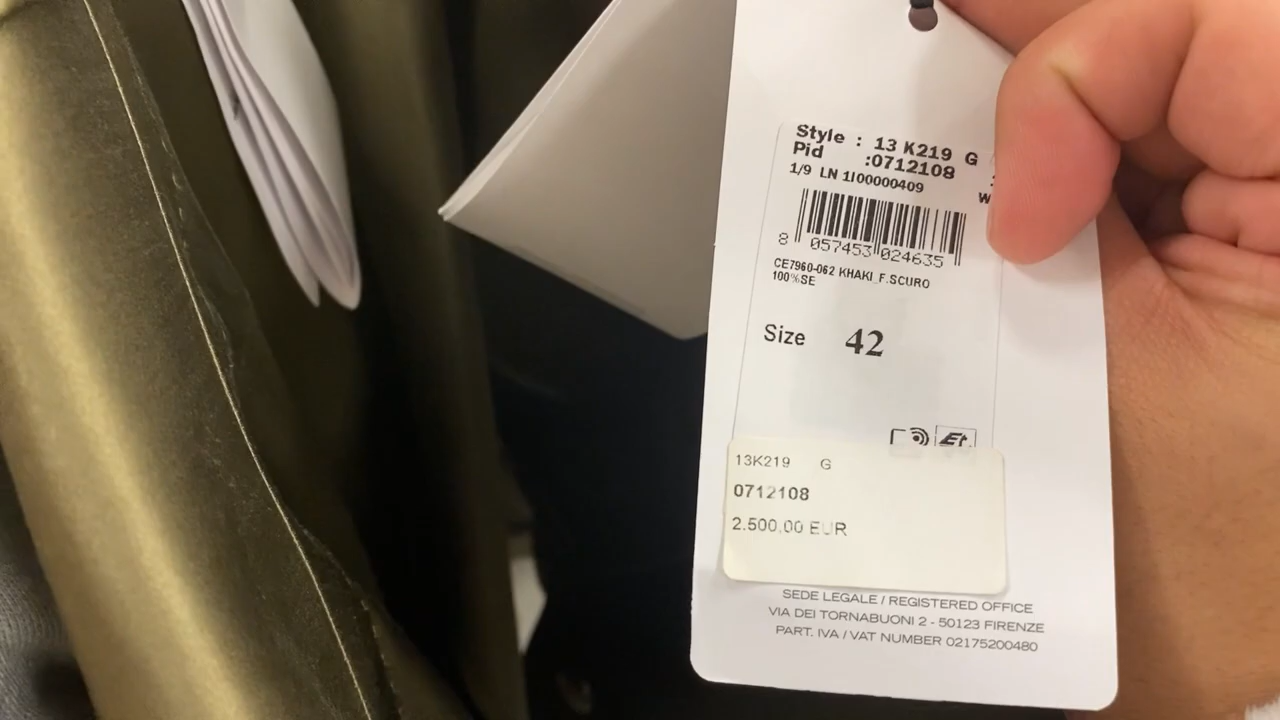 Style : 13 K219 G
Pid :0712108
1/9 LN 1I00000409
W
8 057453 024635
CE7960-062 KHAKI_F.SCURO
100%SE
Size 42
Et
13K219 G
0712108
2.500,00 EUR
SEDE LEGALE / REGISTERED OFFICE
VIA DEI TORNABUONI 2 - 50123 FIRENZE
PART. IVA / VAT NUMBER 02175200480